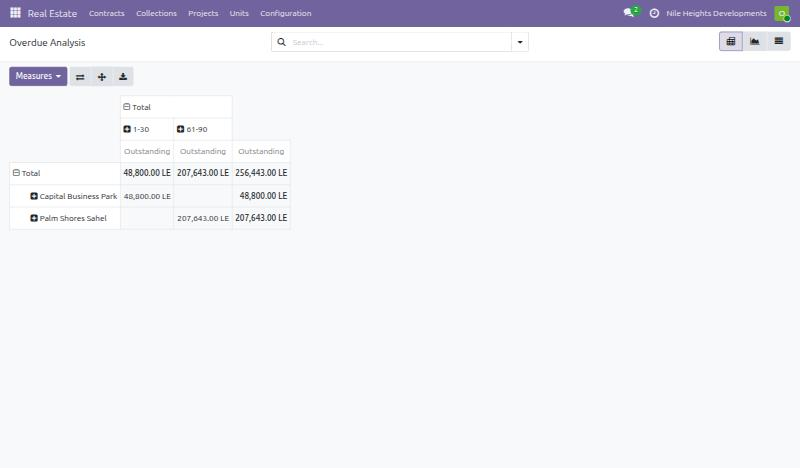 Real Estate Contracts Collections Projects Units Configuration 2 Nile Heights Developments O
Overdue Analysis Search...
Measures
Total
1-30 61-90
Outstanding Outstanding Outstanding
Total 48,800.00 LE 207,643.00 LE 256,443.00 LE
Capital Business Park 48,800.00 LE 48,800.00 LE
Palm Shores Sahel 207,643.00 LE 207,643.00 LE